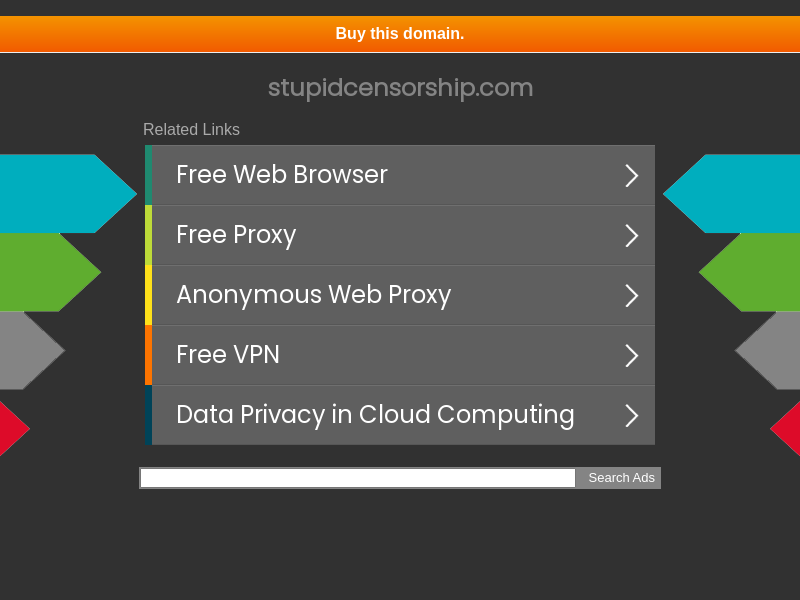 Buy this domain.
stupidcensorship.com
Related Links
Free Web Browser
Free Proxy
Anonymous Web Proxy
Free VPN
Data Privacy in Cloud Computing
Search Ads